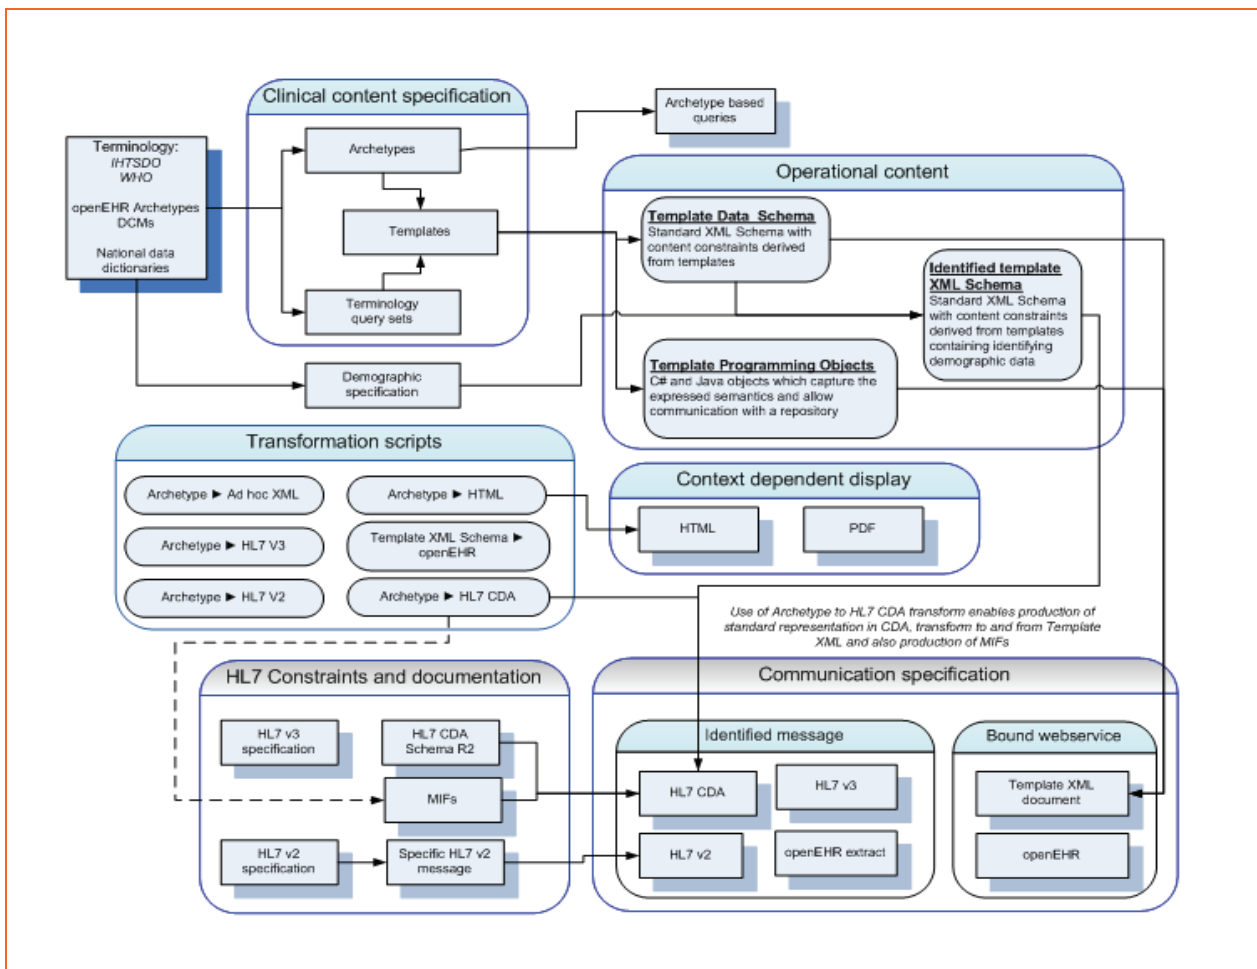 Clinical content specification
Archetype based
queries
Terminology:
IHTSDO
WHO
openEHR Archetypes
DCMs
National data
dictionaries
Archetypes
Templates
Terminology
query sets
Demographic
specification
Operational content
Template Data Schema
Standard XML Schema with
content constraints derived
from templates
Identified template
XML Schema
Standard XML Schema
with content constraints
derived from templates
containing identifying
demographic data
Template Programming Objects
C# and Java objects which capture the
expressed semantics and allow
communication with a repository
Transformation scripts
Archetype ► Ad hoc XML
Archetype ► HTML
Archetype ► HL7 V3
Template XML Schema ►
openEHR
Archetype ► HL7 V2
Archetype ► HL7 CDA
Context dependent display
HTML
PDF
Use of Archetype to HL7 CDA transform enables production of
standard representation in CDA, transform to and from Template
XML and also production of MIFs
HL7 Constraints and documentation
HL7 v3
specification
HL7 CDA
Schema R2
MIFs
HL7 v2
specification
Specific HL7 v2
message
Communication specification
Identified message
HL7 CDA
HL7 v3
HL7 v2
openEHR extract
Bound webservice
Template XML
document
openEHR